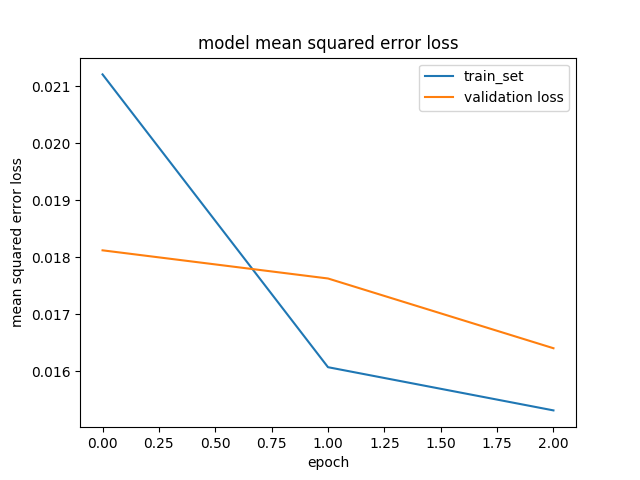 model mean squared error loss
train_set
validation loss
mean squared error loss
0.021
0.020
0.019
0.018
0.017
0.016
0.00 0.25 0.50 0.75 1.00 1.25 1.50 1.75 2.00
epoch